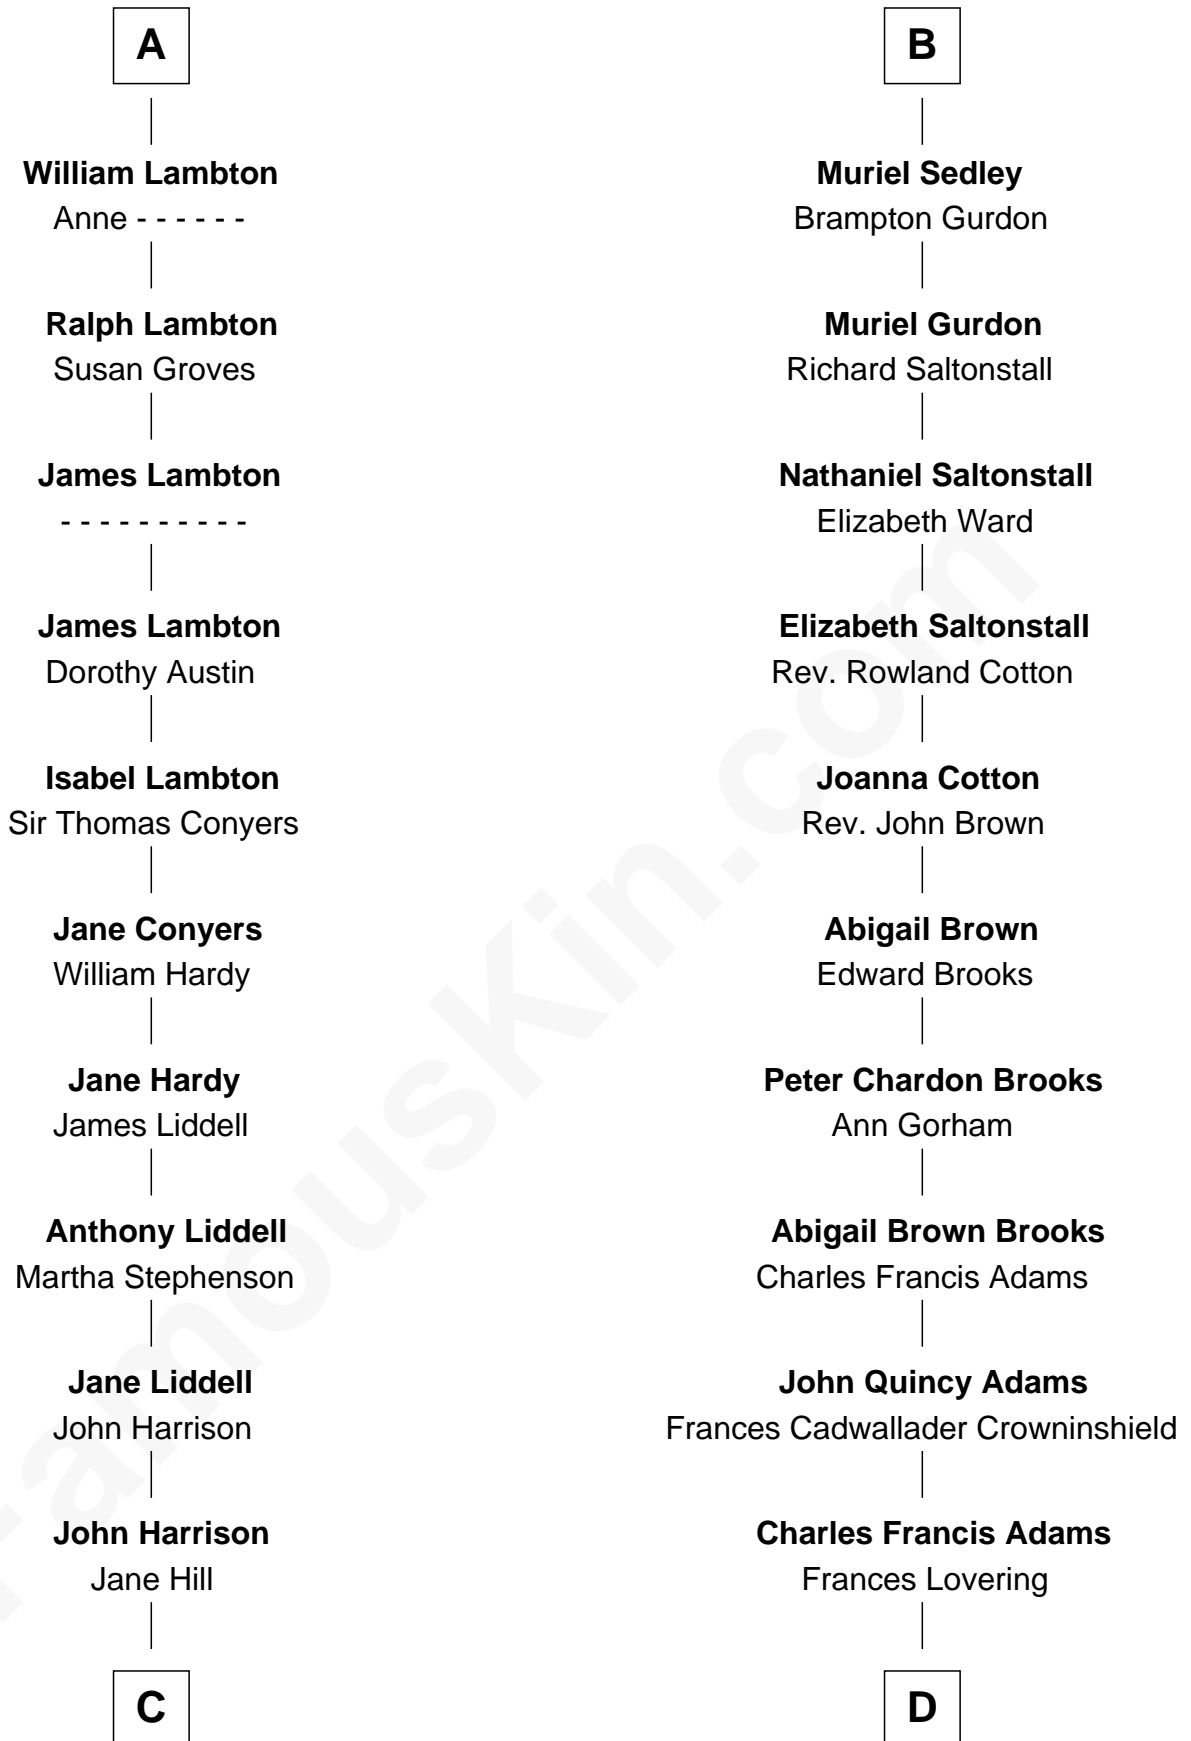 A
William Lambton
Anne - - - - - -
Ralph Lambton
Susan Groves
James Lambton
- - - - - - - - - -
James Lambton
Dorothy Austin
Isabel Lambton
Sir Thomas Conyers
Jane Conyers
William Hardy
Jane Hardy
James Liddell
Anthony Liddell
Martha Stephenson
Jane Liddell
John Harrison
John Harrison
Jane Hill
C
B
Muriel Sedley
Brampton Gurdon
Muriel Gurdon
Richard Saltonstall
Nathaniel Saltonstall
Elizabeth Ward
Elizabeth Saltonstall
Rev. Rowland Cotton
Joanna Cotton
Rev. John Brown
Abigail Brown
Edward Brooks
Peter Chardon Brooks
Ann Gorham
Abigail Brown Brooks
Charles Francis Adams
John Quincy Adams
Frances Cadwallader Crowninshield
Charles Francis Adams
Frances Lovering
D
FamousKin.com